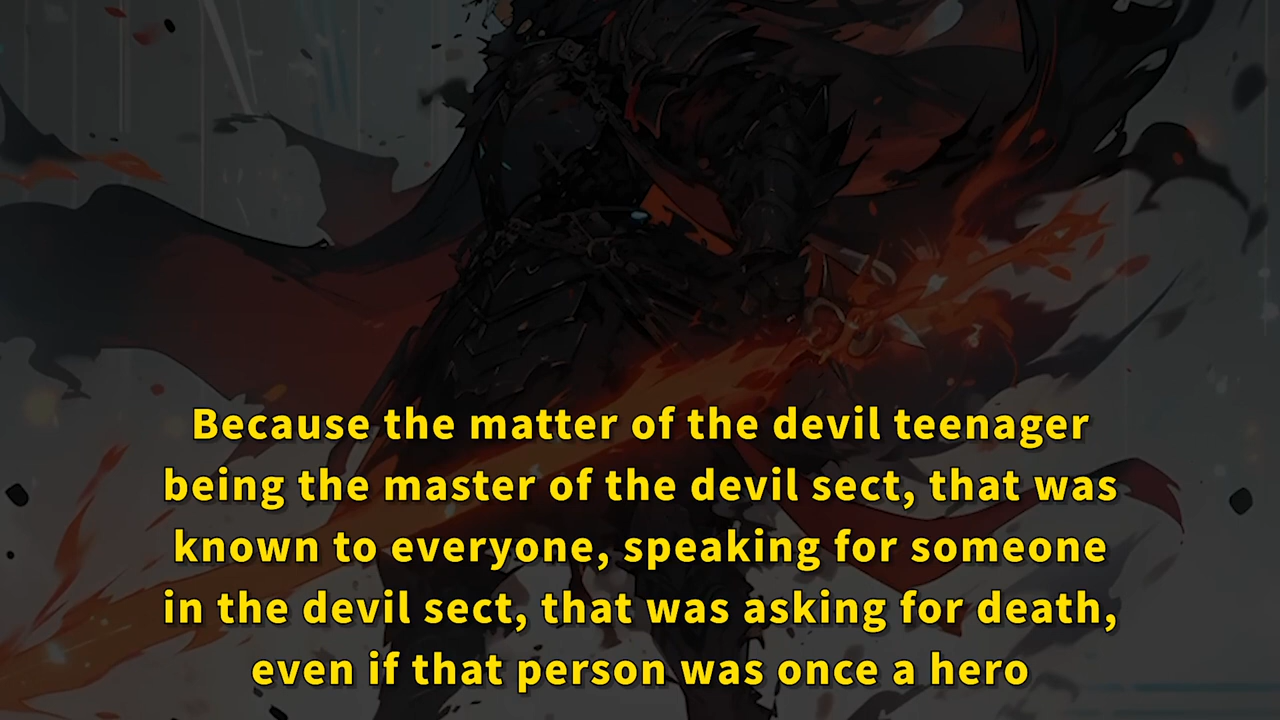 Because the matter of the devil teenager
being the master of the devil sect, that was
known to everyone, speaking for someone
in the devil sect, that was asking for death,
even if that person was once a hero